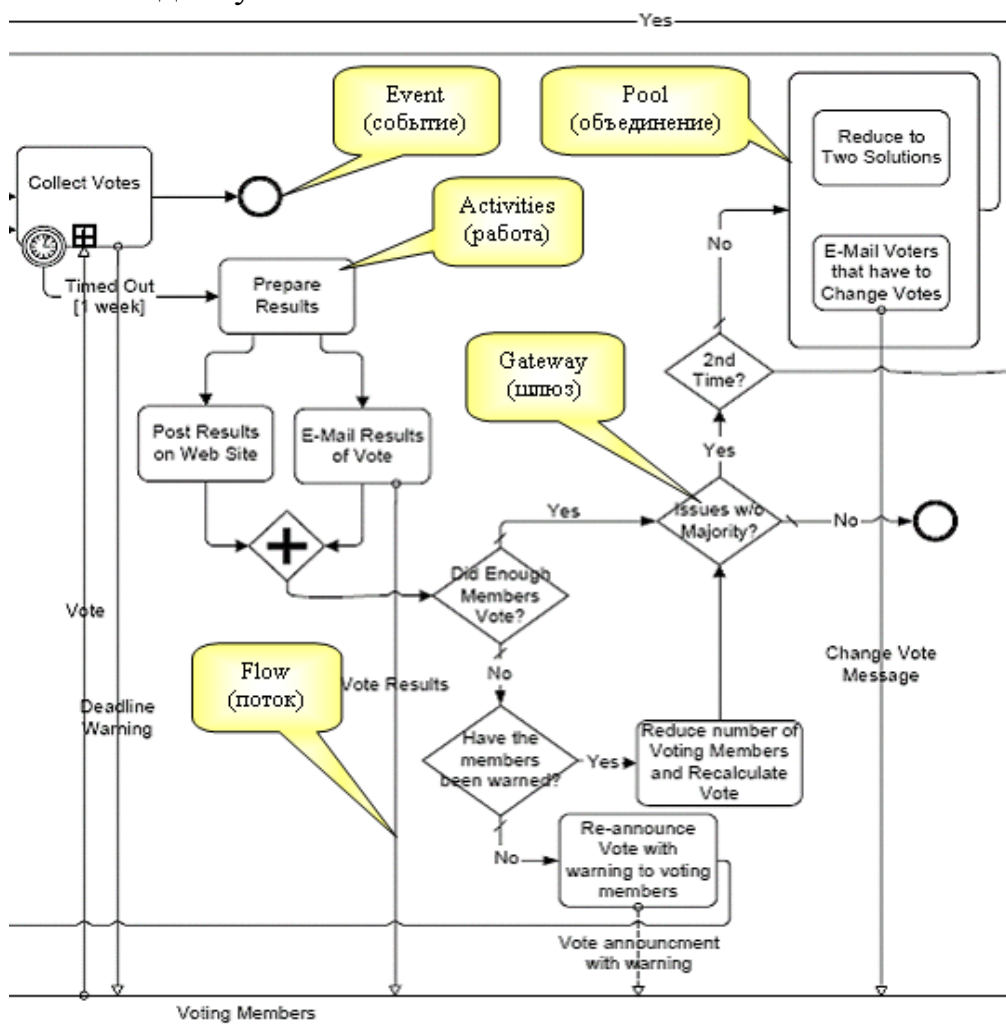 Yes
Event
(событие)
Pool
(объединение)
Reduce to
Two Solutions
Collect Votes
Activities
(работа)
No
E-Mail Voters
that have to
Change Votes
Timed Out
[1 week]
Prepare
Results
Gateway
(шлюз)
2nd
Time?
Post Results
on Web Site
E-Mail Results
of Vote
Yes
Yes
Issues w/o
Majority?
No
Did Enough
Members
Vote?
Vote
Flow
(поток)
No
Vote Results
Change Vote
Message
Deadline
Warning
Have the
members
been warned?
Yes
Reduce number of
Voting Members
and Recalculate
Vote
No
Re-announce
Vote with
warning to voting
members
Vote announcment
with warning
Voting Members